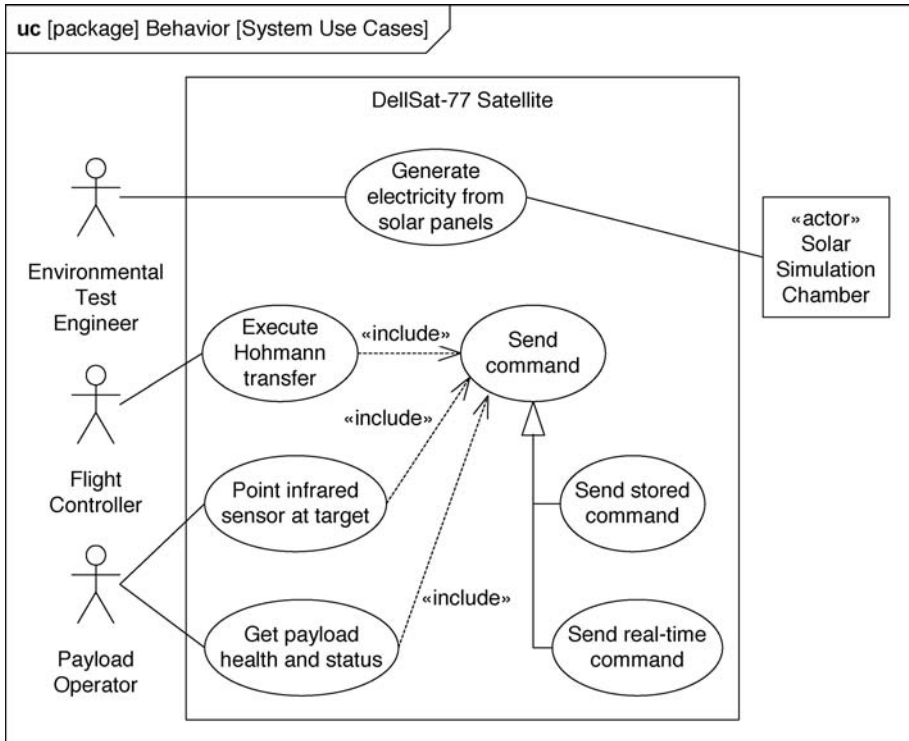 uc [package] Behavior [System Use Cases]
DellSat-77 Satellite
Generate
electricity from
solar panels
«actor»
Solar
Simulation
Chamber
Environmental
Test
Engineer
Execute
Hohmann
transfer
«include»
Send
command
«include»
Flight
Controller
Point infrared
sensor at target
Send stored
command
«include»
Get payload
health and status
Send real-time
command
Payload
Operator